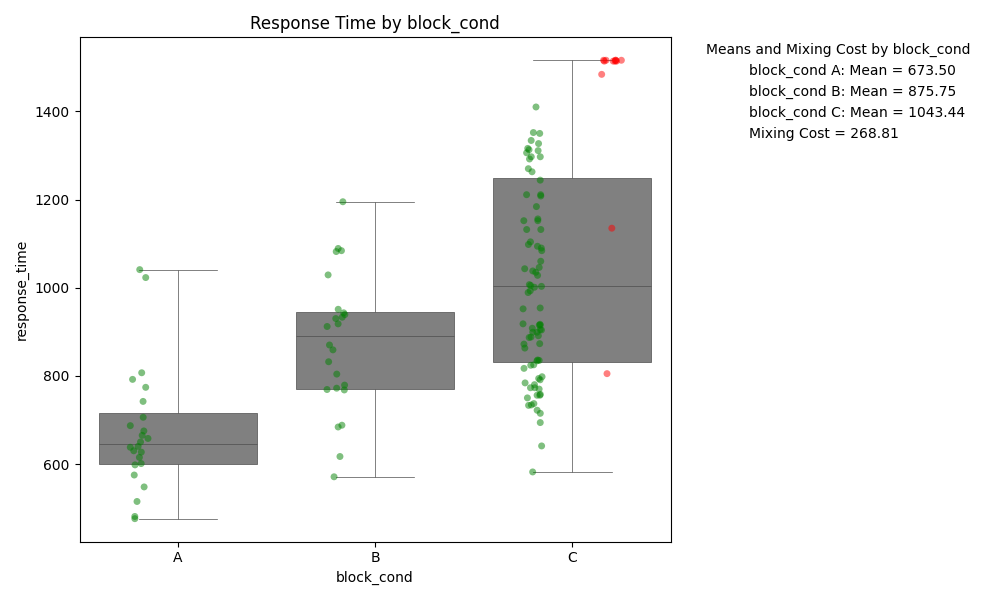 Response Time by block_cond
Means and Mixing Cost by block_cond
block_cond A: Mean = 673.50
block_cond B: Mean = 875.75
block_cond C: Mean = 1043.44
Mixing Cost = 268.81
response_time
1400
1200
1000
800
600
A
B
C
block_cond